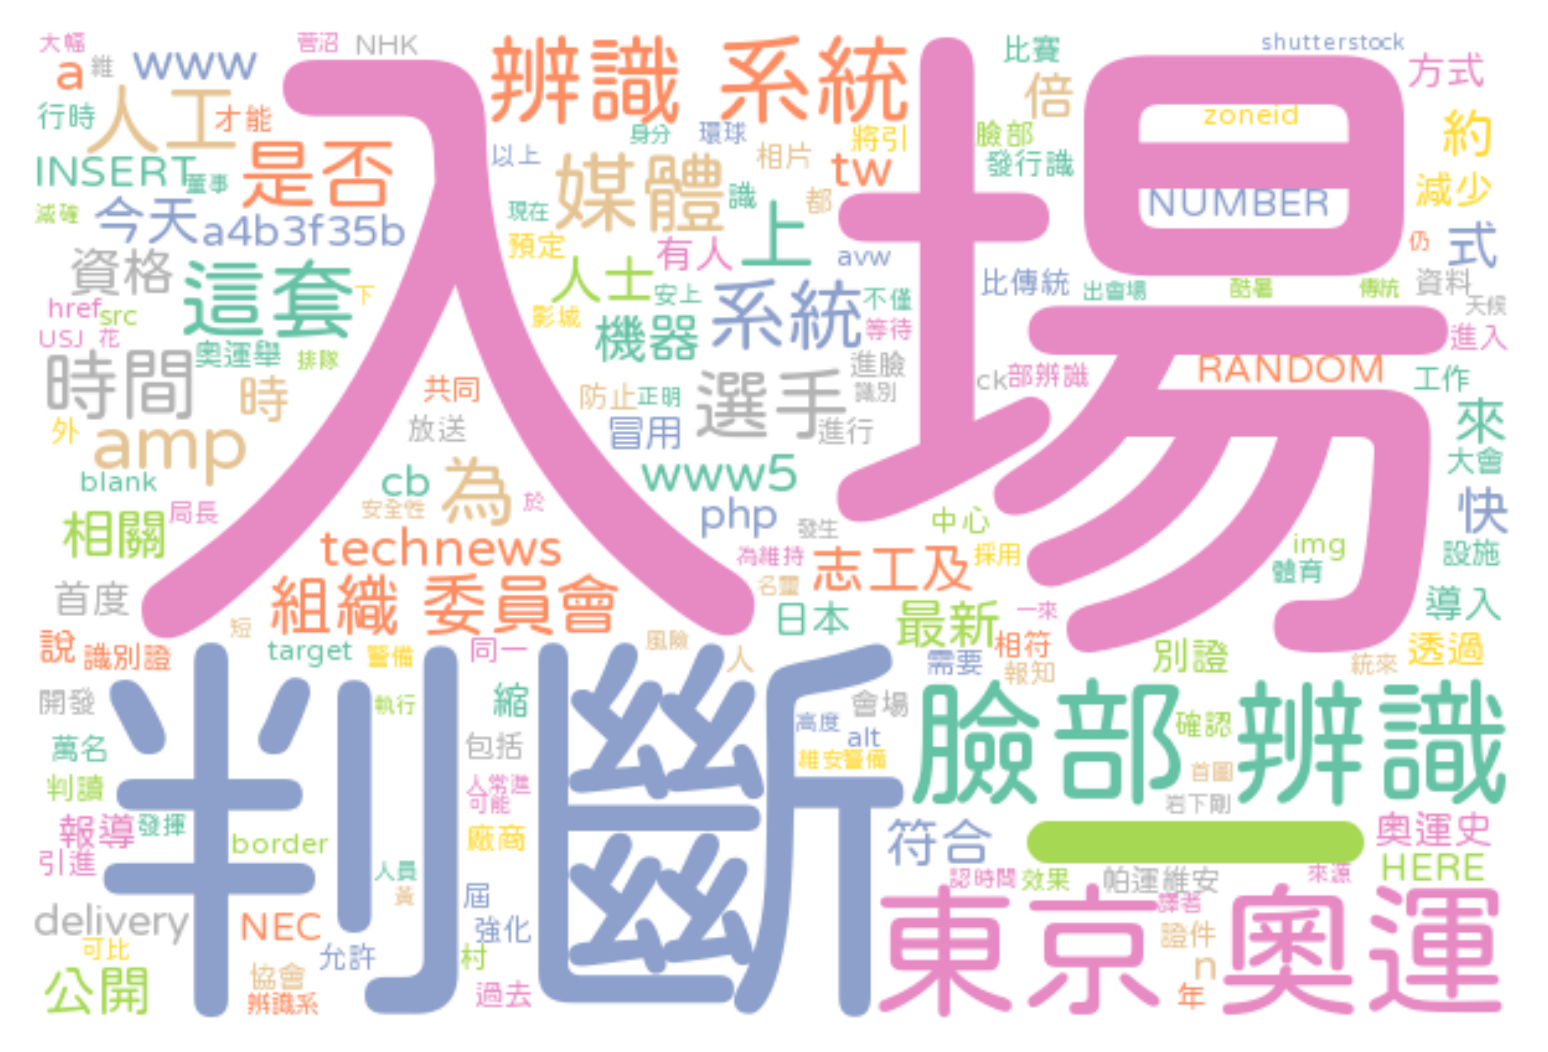 大幅
維
www
菅沼
NHK
辨識 系統
比賽
shutterstock
a
人工
入場
倍
方式
行時
才能
身分
環球
將引
臉部
zoneid
約
INSERT
董事
是否
以上
媒體
相片
tw
發行識
減少
減確
今天
a4b3f35b
現在
識
都
NUMBER
仍
式
資格
這套
預定
有人
上
avw
比傳統
出會場
酷暑
傳統
資料
天候
href
src
下
人士
安上
系統
不僅
影城
等待
進入
USJ
花
奧運舉
排隊
機器
進臉
ck
部辨識
RANDOM
工作
時間
時
共同
防止
正明
選手
識別
來
外
amp
放送
冒用
進行
大會
blank
cb
為
www5
快
相關
局長
安全性
於
php
發生
中心
img
設施
technews
為維持
志工及
採用
體育
首度
組織 委員會
名單
日本
最新
一來
導入
短
說
識別證
target
警備
同一
風險
人
需要
相符
報知
別證
統來
透過
開發
判斷
執行
縮
會場
臉部辨識
萬名
包括
高度
alt
確認
維安警備
首圖
判讀
人常進
可能
岩下剛
報導
發揮
border
廠商
符合
一
奧運史
引進
人員
認時間
效果
帕運維安
來源
HERE
黃
屆
東京奧運
譯者
delivery
NEC
強化
證件
可比
允許
村
n
公開
協會
過去
年
辨識系